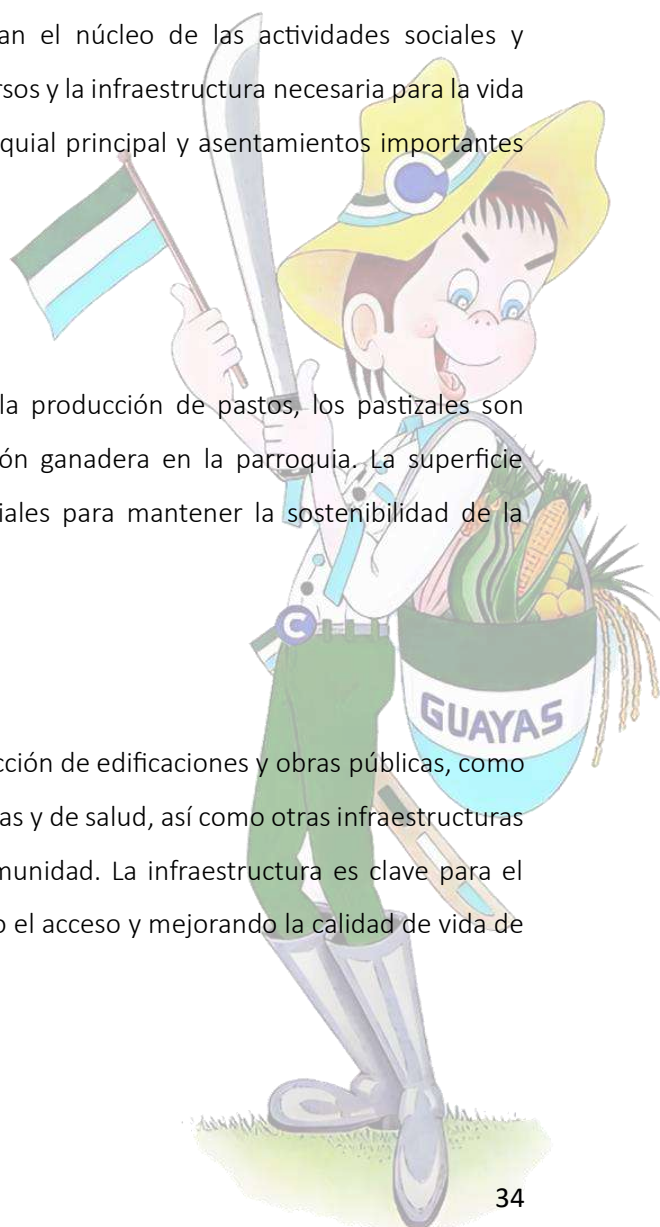 an el núcleo de las actividades sociales y
rsos y la infraestructura necesaria para la vida
quial principal y asentamientos importantes
la producción de pastos, los pastizales son
ón ganadera en la parroquia. La superficie
iales para mantener la sostenibilidad de la
C
GUAYAS
cción de edificaciones y obras públicas, como
as y de salud, así como otras infraestructuras
munidad. La infraestructura es clave para el
o el acceso y mejorando la calidad de vida de
34